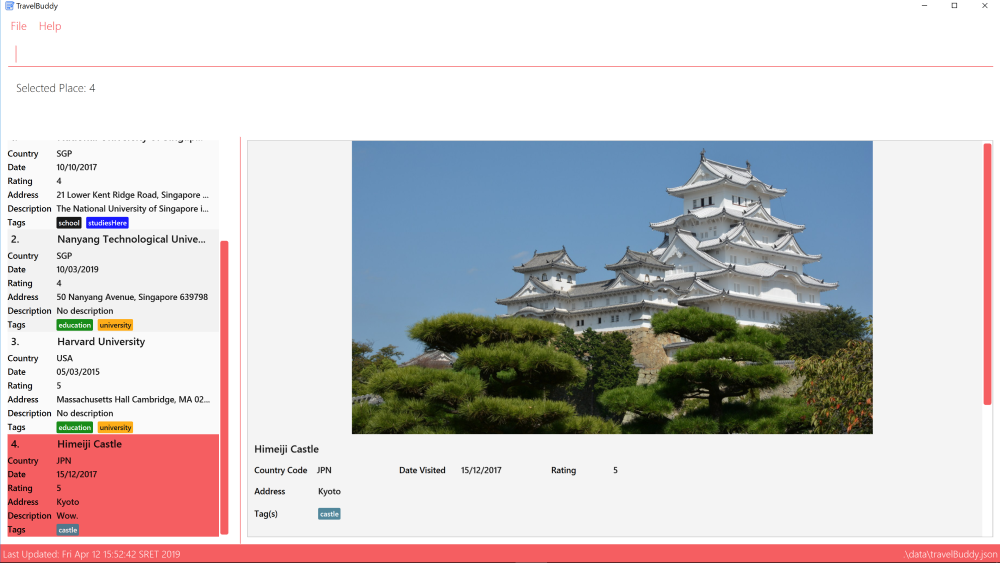 TravelBuddy
File Help
Selected Place: 4
Country SGP
Date 10/10/2017
Rating 4
Address 21 Lower Kent Ridge Road, Singapore ...
Description The National University of Singapore i...
Tags school studiesHere
2. Nanyang Technological Unive...
Country SGP
Date 10/03/2019
Rating 4
Address 50 Nanyang Avenue, Singapore 639798
Description No description
Tags education university
3. Harvard University
Country USA
Date 05/03/2015
Rating 5
Address Massachusetts Hall Cambridge, MA 02...
Description No description
Tags education university
4. Himeiji Castle
Country JPN
Date 15/12/2017
Rating 5
Address Kyoto
Description Wow.
Tags castle
Himeiji Castle
Country Code JPN Date Visited 15/12/2017 Rating 5
Address Kyoto
Tag(s) castle
Last Updated: Fri Apr 12 15:52:42 SRET 2019
.\data\travelBuddy.json